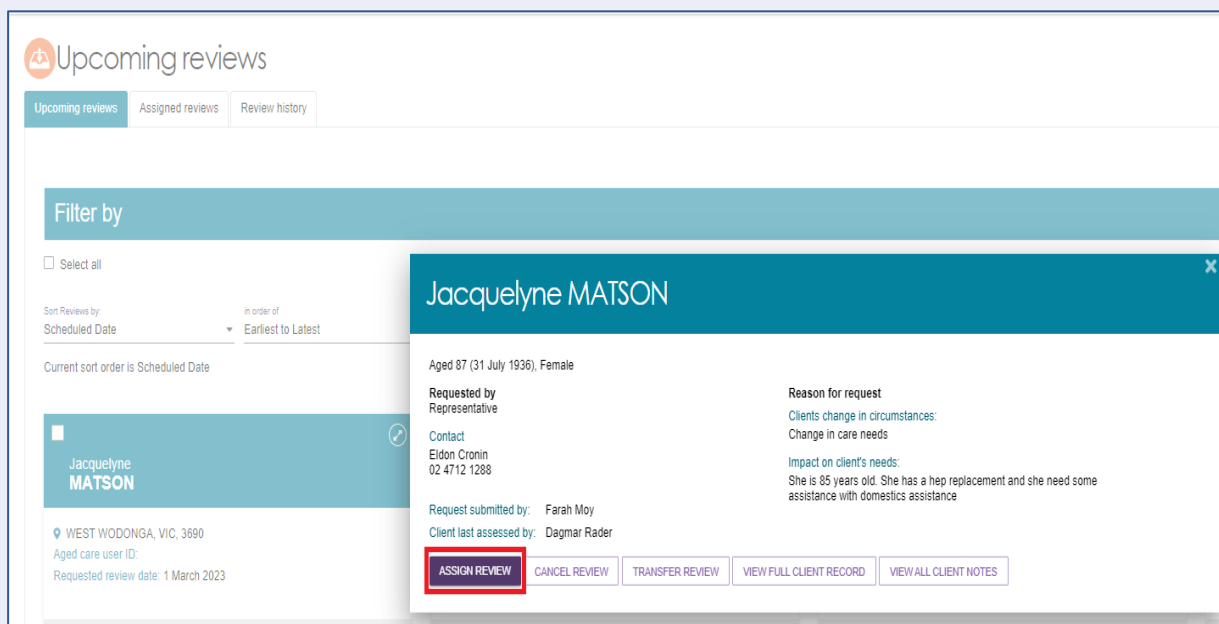 Upcoming reviews
Upcoming reviews Assigned reviews Review history
Filter by
Select all
Sort Reviews by:
Scheduled Date
in order of
Earliest to Latest
Current sort order is Scheduled Date
Jacquelyne
MATSON
WEST WODONGA, VIC, 3690
Aged care user ID:
Requested review date: 1 March 2023
Jacquelyne MATSON
Aged 87 (31 July 1936), Female
Requested by
Representative
Contact
Eldon Cronin
02 4712 1288
Request submitted by: Farah Moy
Client last assessed by: Dagmar Rader
Reason for request
Clients change in circumstances:
Change in care needs
Impact on client's needs:
She is 85 years old. She has a hep replacement and she need some
assistance with domestics assistance
ASSIGN REVIEW CANCEL REVIEW TRANSFER REVIEW VIEW FULL CLIENT RECORD VIEW ALL CLIENT NOTES